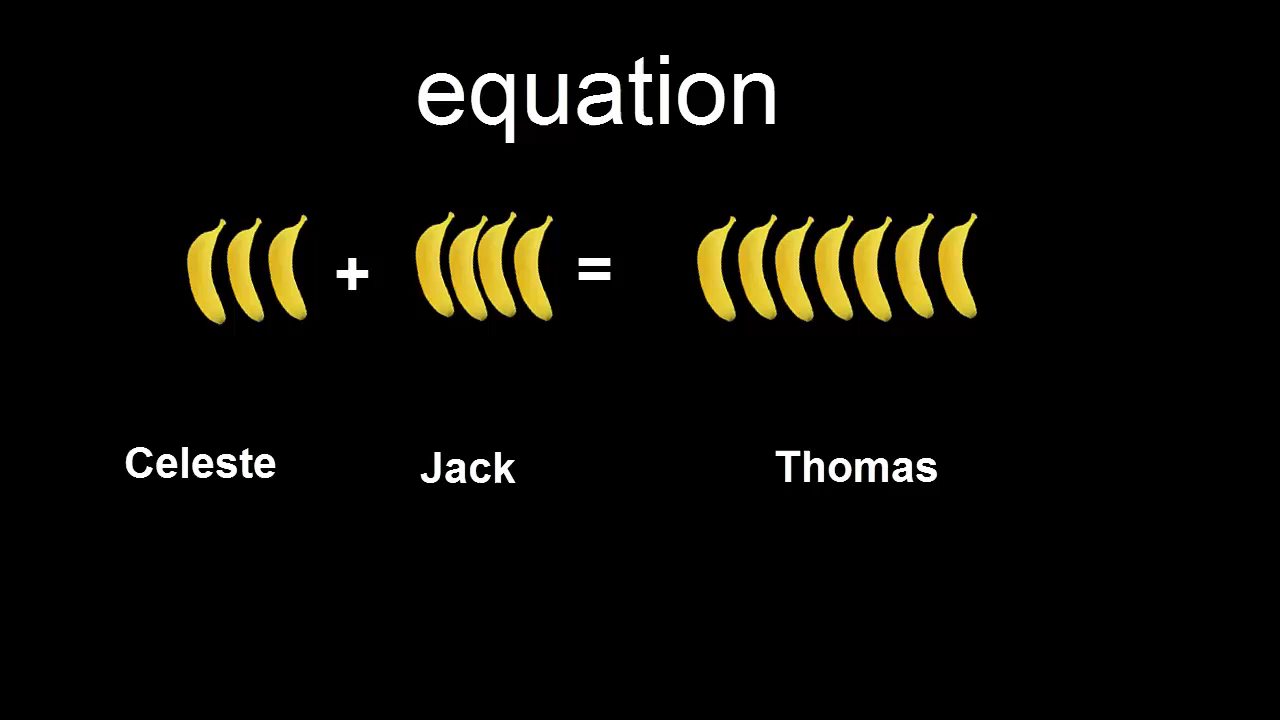 equation
+ =
Celeste Jack Thomas